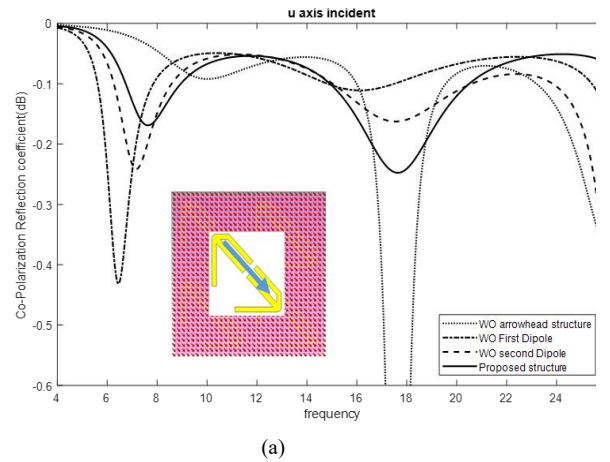 u axis incident
Co-Polarization Reflection coefficient(dB)
0
-0.1
-0.2
-0.3
-0.4
-0.5
-0.6
4 6 8 10 12 14 16 18 20 22 24
frequency
WO arrowhead structure
WO First Dipole
WO second Dipole
Proposed structure
(a)